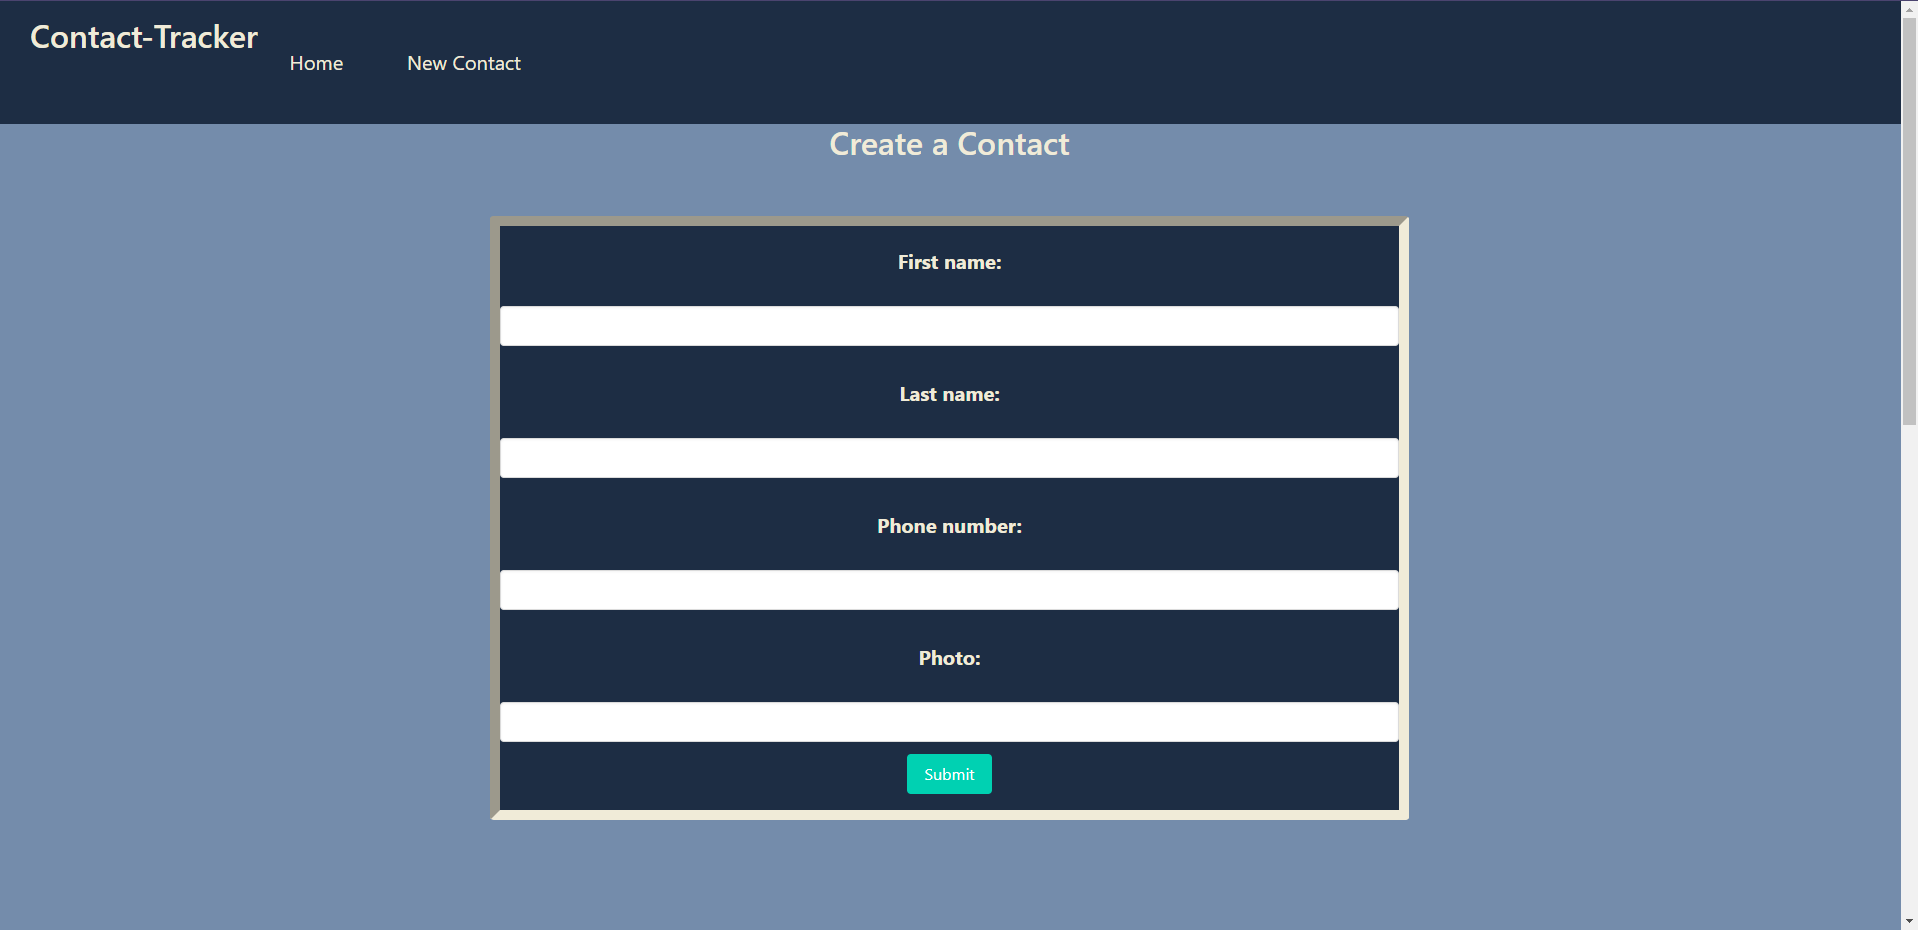 Contact-Tracker
Home
New Contact
Create a Contact
First name:
Last name:
Phone number:
Photo:
Submit